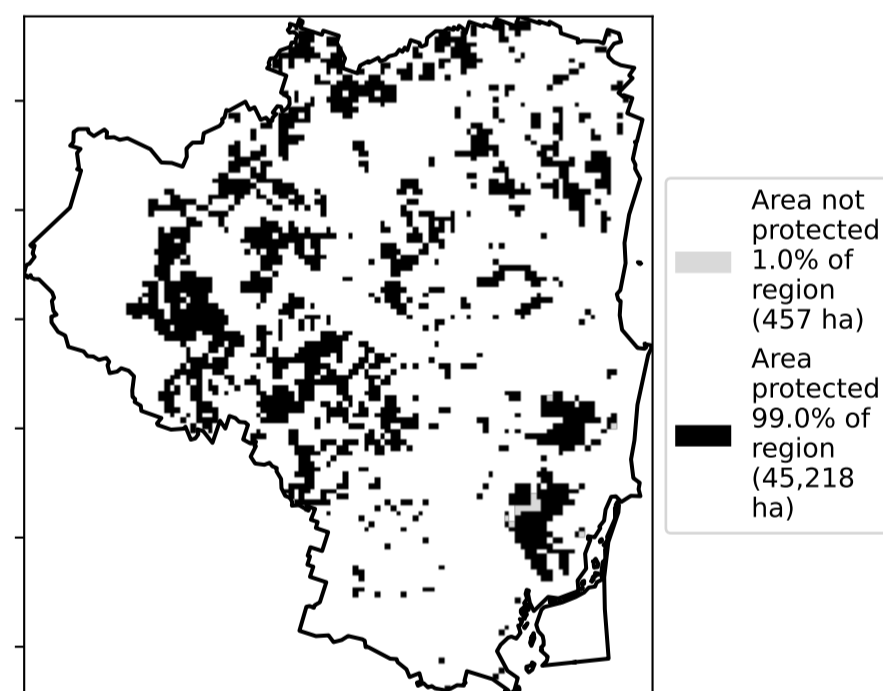 Area not
protected
1.0% of
region
(457 ha)
Area
protected
99.0% of
region
(45,218
ha)